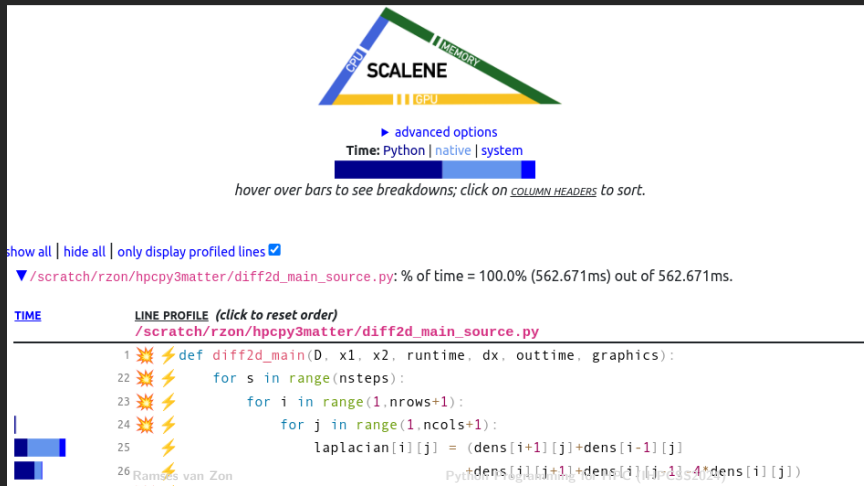 CPU
MEMORY
SCALENE
GPU
▶ advanced options
Time: Python | native | system
hover over bars to see breakdowns; click on COLUMN HEADERS to sort.
show all | hide all | only display profiled lines
▼/scratch/rzon/hpcpy3matter/diff2d_main_source.py: % of time = 100.0% (562.671ms) out of 562.671ms.
TIME LINE PROFILE (click to reset order)
/scratch/rzon/hpcpy3matter/diff2d_main_source.py
1 💥 ⚡ def diff2d_main(D, x1, x2, runtime, dx, outtime, graphics):
22 💥 ⚡ for s in range(nsteps):
23 💥 ⚡ for i in range(1,nrows+1):
24 💥 ⚡ for j in range(1,ncols+1):
25 ⚡ laplacian[i][j] = (dens[i+1][j]+dens[i-1][j]
26 ⚡ +dens[i][j+1]+dens[i][j-1]-4*dens[i][j])
Ramses van Zon Python Programming for HPC (IHPCSS2024)